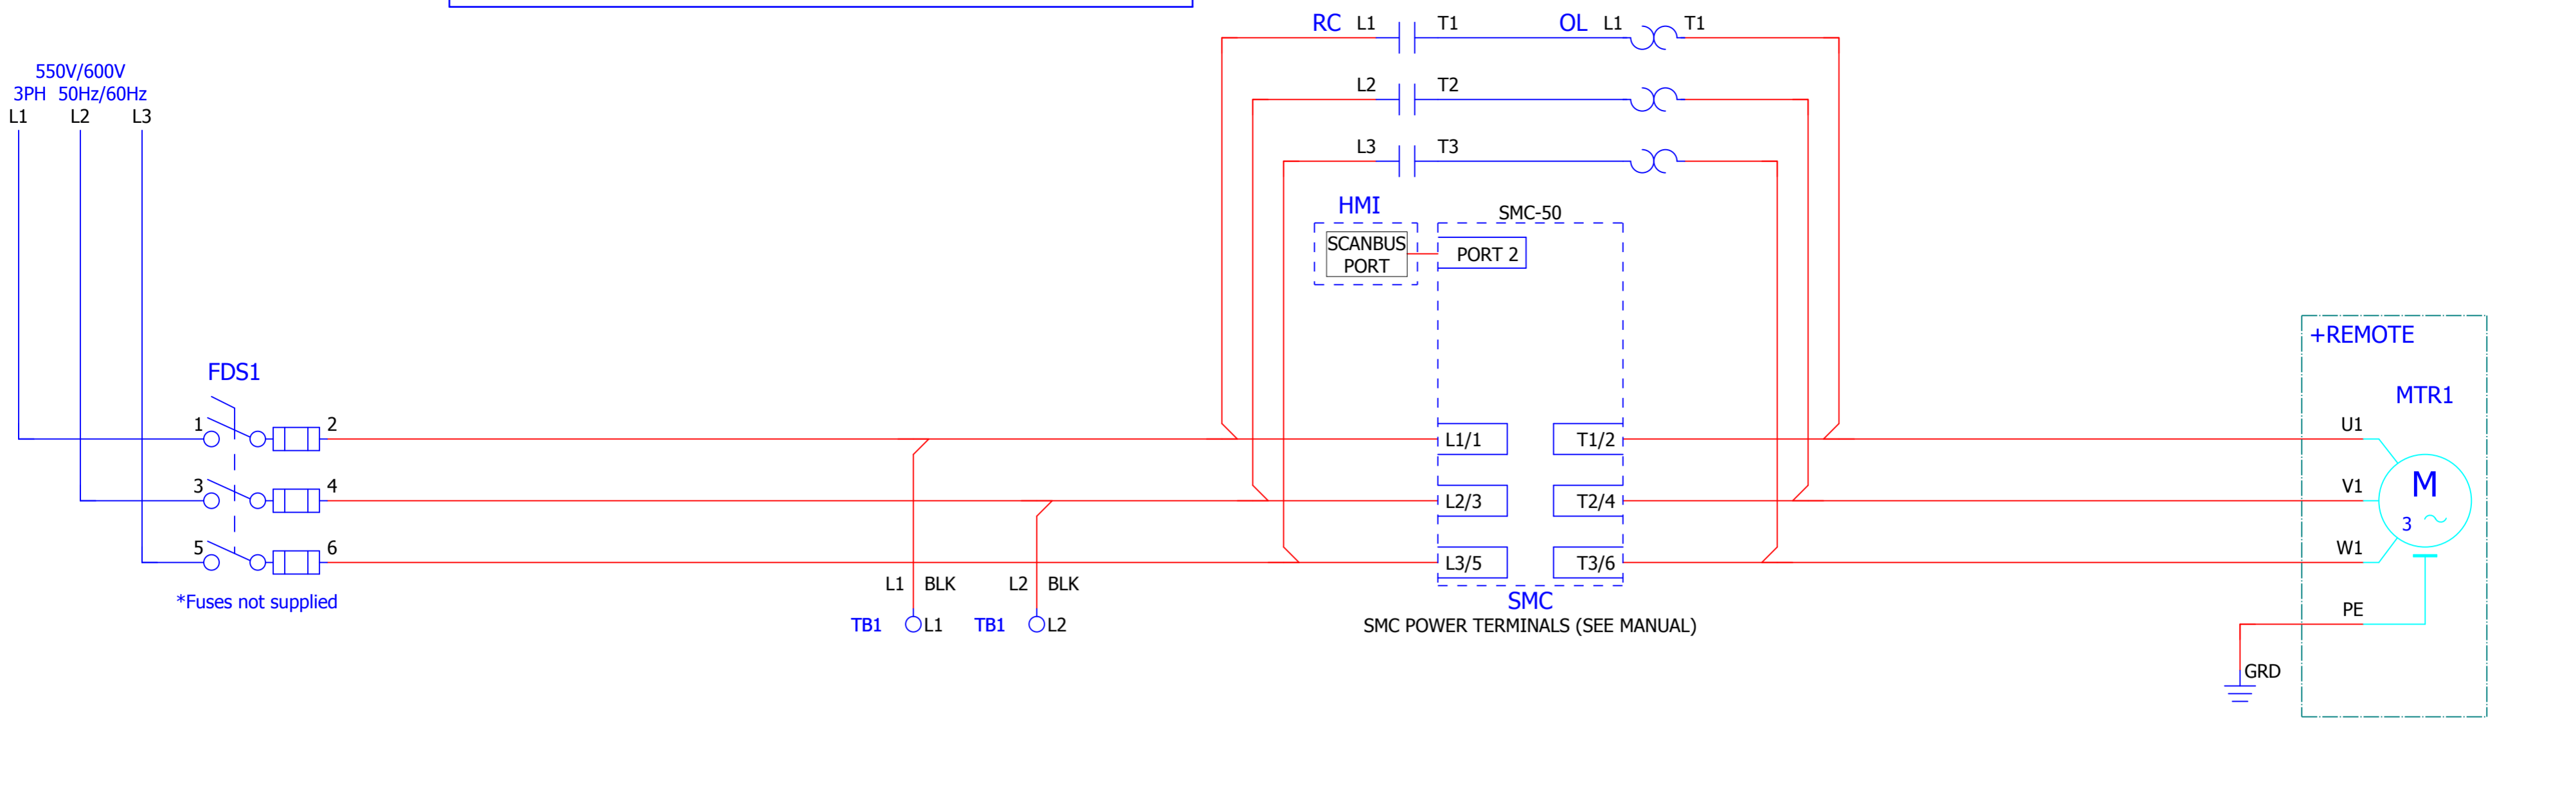 RC L1 T1 OL L1 T1
550V/600V
3PH 50Hz/60Hz
L1 L2 L3
L2 T2
L3 T3
HMI
SMC-50
SCANBUS
PORT
PORT 2
+REMOTE
FDS1
MTR1
1 2
L1/1 T1/2
U1
3 4
L2/3 T2/4
V1
M
3
5 6
L3/5 T3/6
W1
L1 BLK L2 BLK
*Fuses not supplied
SMC
TB1 L1 TB1 L2
SMC POWER TERMINALS (SEE MANUAL)
PE
GRD